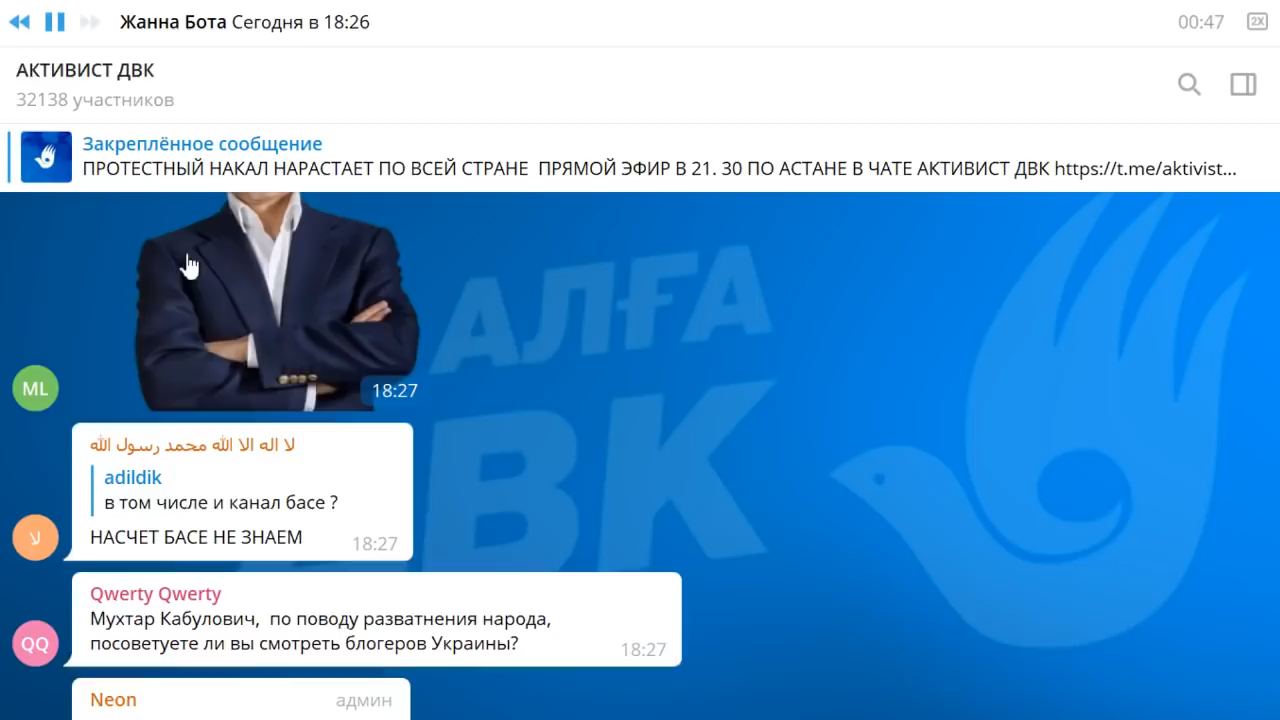 Жанна Бота Сегодня в 18:26
00:47
2X
АКТИВИСТ ДВК
32138 участников
Закреплённое сообщение
ПРОТЕСТНЫЙ НАКАЛ НАРАСТАЕТ ПО ВСЕЙ СТРАНЕ  ПРЯМОЙ ЭФИР В 21. 30 ПО АСТАНЕ В ЧАТЕ АКТИВИСТ ДВК https://t.me/aktivist...
АЛҒА
ДВК
18:27
ML
لا اله الا الله محمد رسول الله
adildik
в том числе и канал басе ?
НАСЧЕТ БАСЕ НЕ ЗНАЕМ
18:27
لا
Qwerty Qwerty
Мухтар Кабулович,  по поводу разватнения народа,
посоветуете ли вы смотреть блогеров Украины?
18:27
QQ
Neon
админ